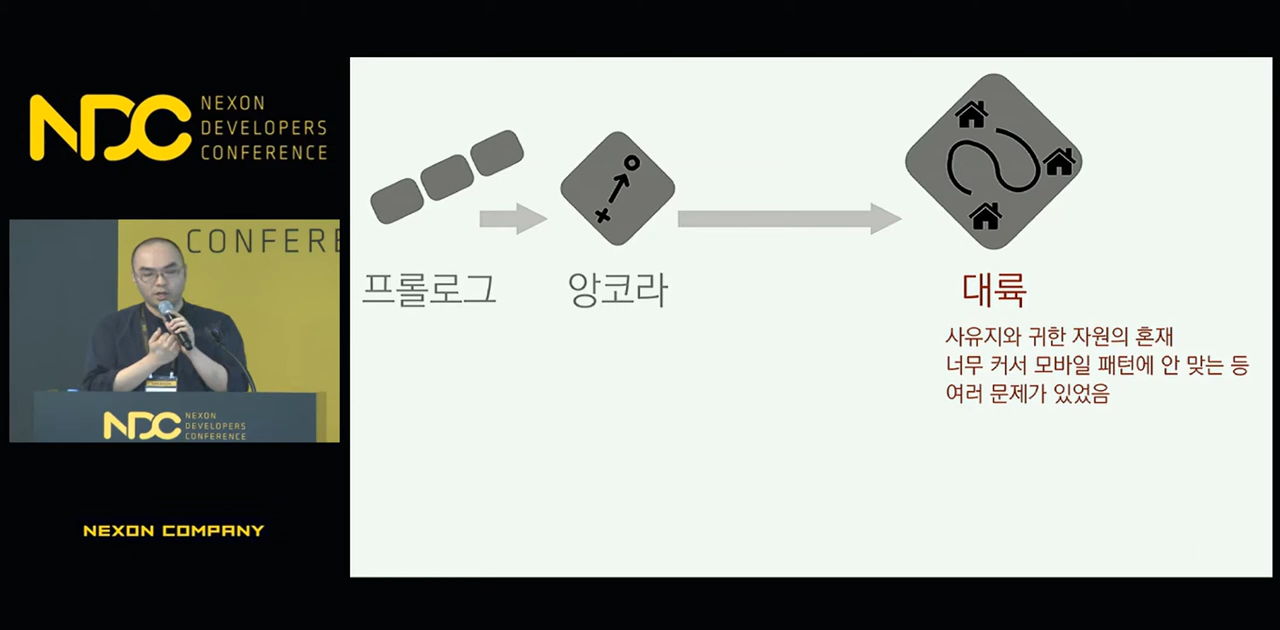 NDC
NEXON
DEVELOPERS
CONFERENCE
CONFERE
NDC
NEXON
DEVELOPERS
CONFERENCE
NEXON COMPANY
프롤로그
앙코라
대륙
사유지와 귀한 자원의 혼재
너무 커서 모바일 패턴에 안 맞는 등
여러 문제가 있었음